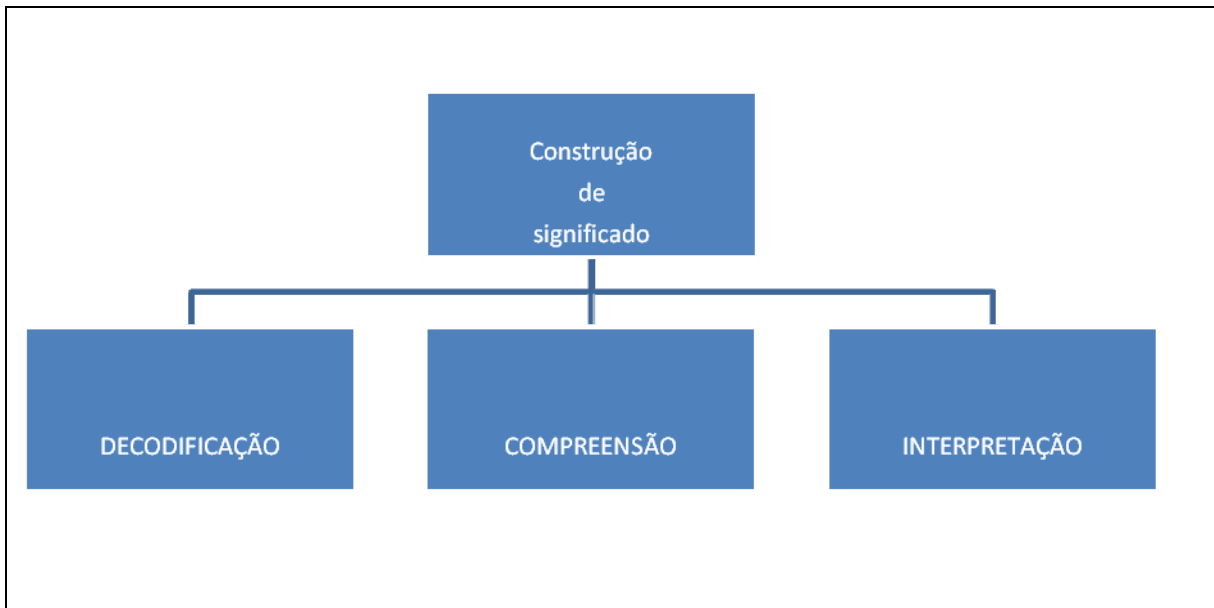 Construção
de
significado
DECODIFICAÇÃO
COMPREENSÃO
INTERPRETAÇÃO